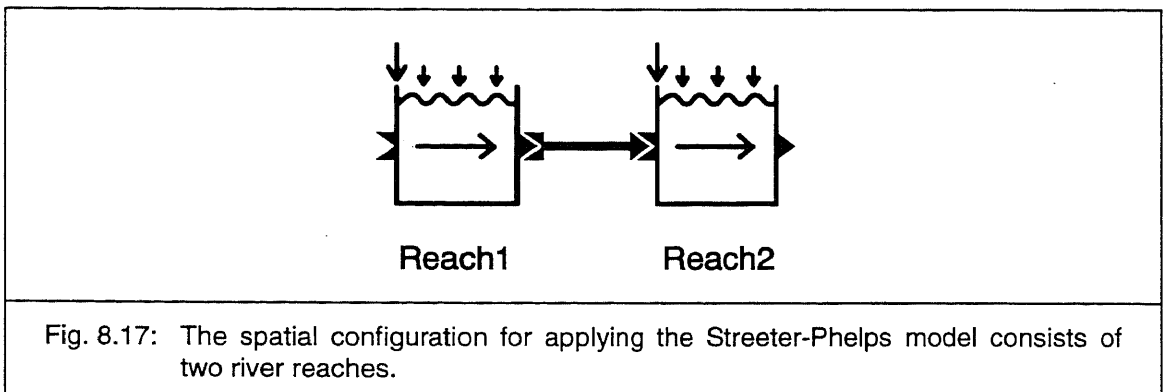 Reach1 Reach2
Fig. 8.17: The spatial configuration for applying the Streeter-Phelps model consists of
two river reaches.